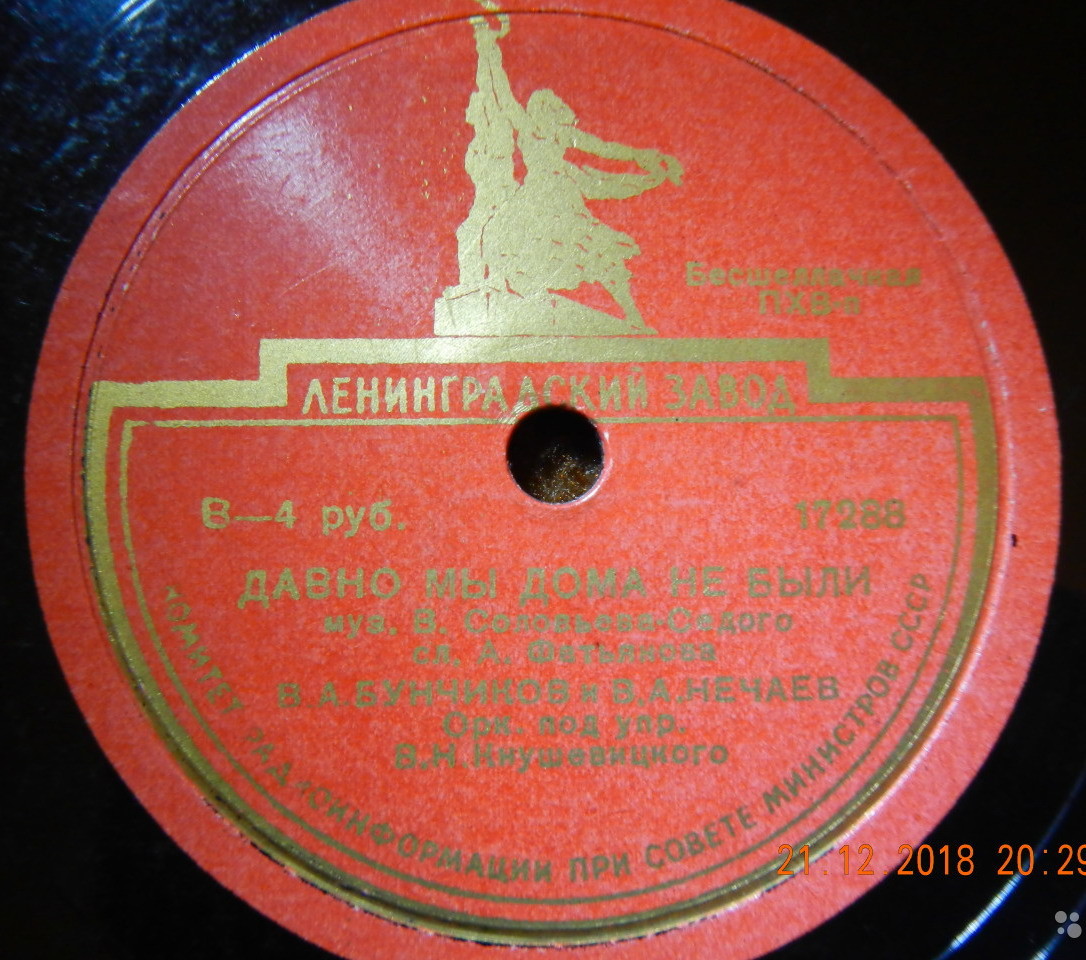 Бесшеллачная
ПХВ-а
ЛЕНИНГРАДСКИЙ ЗАВОД
В—4 руб.
17288
ДАВНО МЫ ДОМА НЕ БЫЛИ
муз. В. Соловьева-Седого
сл. А. Фатьянова
В.А.БУНЧИКОВ и В.А.НЕЧАЕВ
Орк. под упр.
В.Н.Кнушевицкого
КОМИТЕТ РАДИОИНФОРМАЦИИ ПРИ СОВЕТЕ МИНИСТРОВ СССР
21.12.2018 20:29